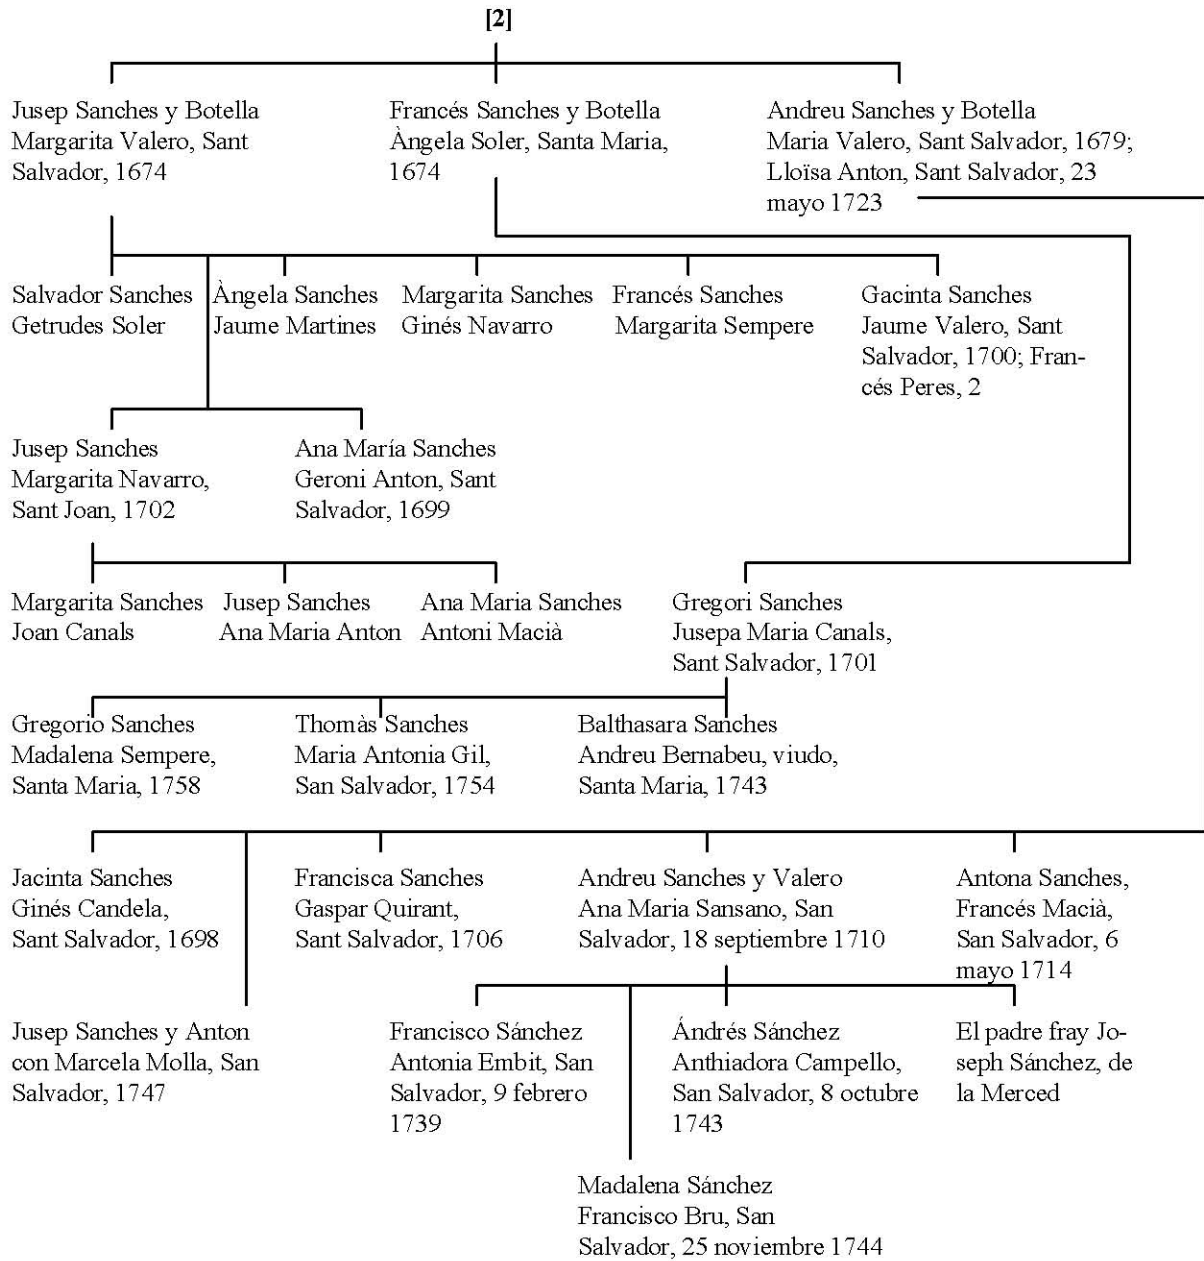 [2]
Jusep Sanches y Botella
Margarita Valero, Sant
Salvador, 1674
Francés Sanches y Botella
Àngela Soler, Santa Maria,
1674
Andreu Sanches y Botella
Maria Valero, Sant Salvador, 1679;
Lloïsa Anton, Sant Salvador, 23
mayo 1723
Salvador Sanches
Getrudes Soler
Àngela Sanches
Jaume Martines
Margarita Sanches
Ginés Navarro
Francés Sanches
Margarita Sempere
Gacinta Sanches
Jaume Valero, Sant
Salvador, 1700; Fran-
cés Peres, 2
Jusep Sanches
Margarita Navarro,
Sant Joan, 1702
Ana María Sanches
Geroni Anton, Sant
Salvador, 1699
Margarita Sanches
Joan Canals
Jusep Sanches
Ana Maria Anton
Ana Maria Sanches
Antoni Macià
Gregori Sanches
Jusepa Maria Canals,
Sant Salvador, 1701
Gregorio Sanches
Madalena Sempere,
Santa Maria, 1758
Thomàs Sanches
Maria Antonia Gil,
San Salvador, 1754
Balthasara Sanches
Andreu Bernabeu, viudo,
Santa Maria, 1743
Jacinta Sanches
Ginés Candela,
Sant Salvador, 1698
Francisca Sanches
Gaspar Quirant,
Sant Salvador, 1706
Andreu Sanches y Valero
Ana Maria Sansano, San
Salvador, 18 septiembre 1710
Antona Sanches,
Francés Macià,
San Salvador, 6
mayo 1714
Jusep Sanches y Anton
con Marcela Molla, San
Salvador, 1747
Francisco Sánchez
Antonia Embit, San
Salvador, 9 febrero
1739
Ándrés Sánchez
Anthiadora Campello,
San Salvador, 8 octubre
1743
El padre fray Jo-
seph Sánchez, de
la Merced
Madalena Sánchez
Francisco Bru, San
Salvador, 25 noviembre 1744